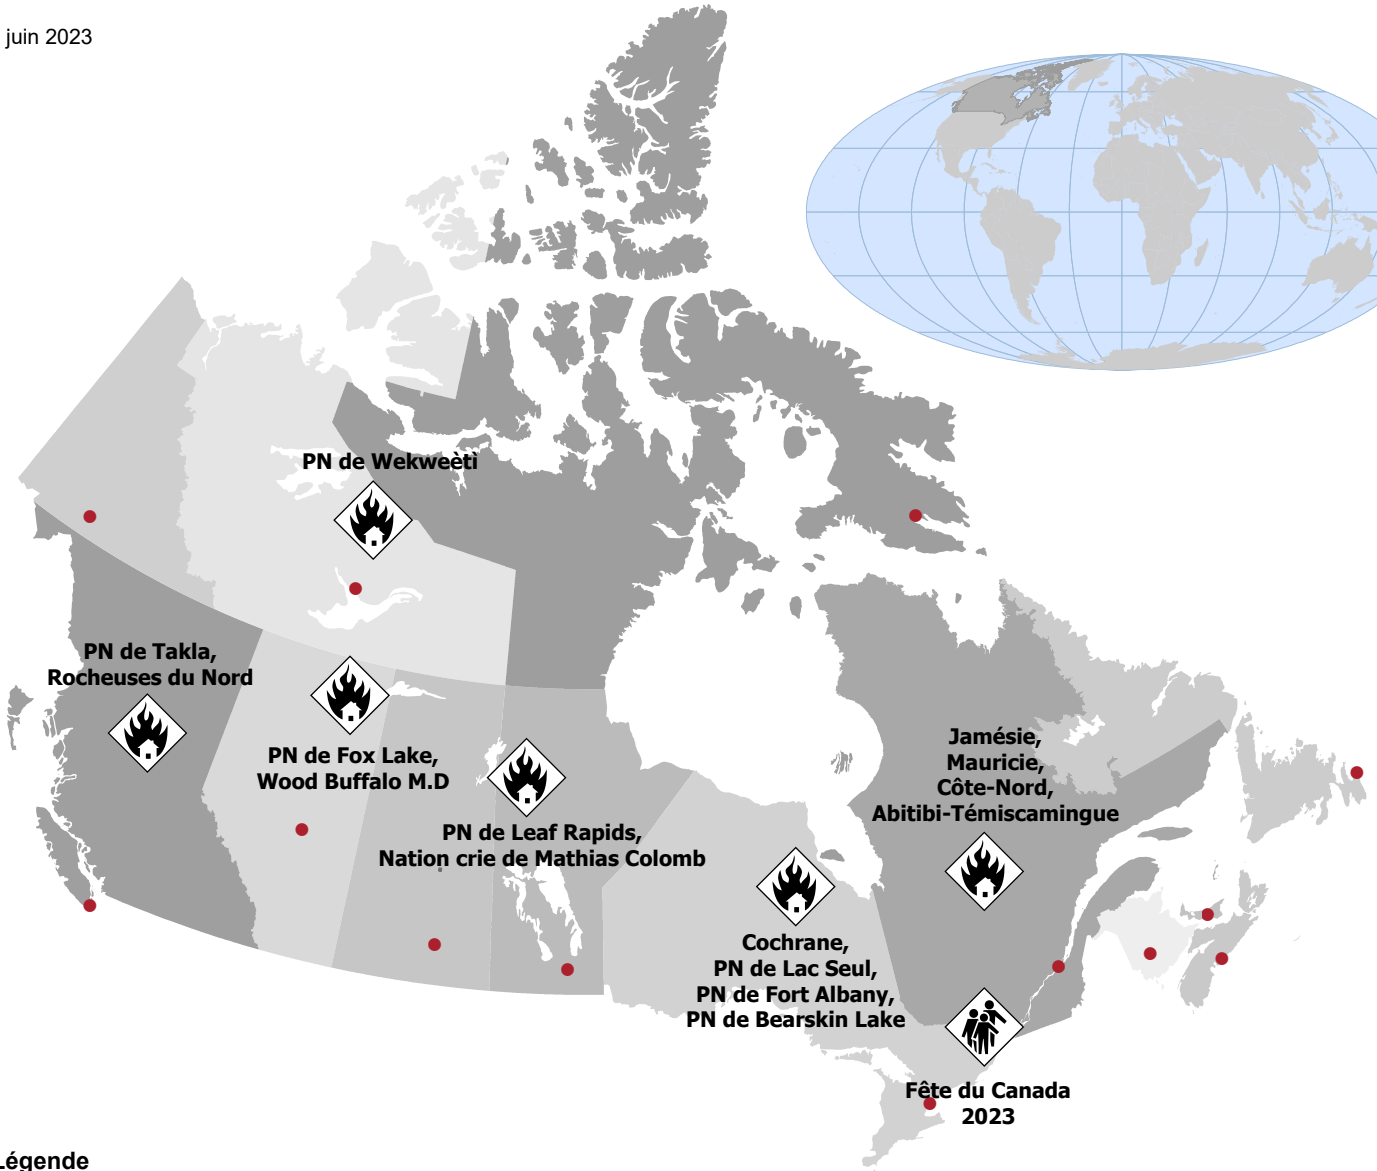 juin 2023
PN de Wekweètì
PN de Takla,
Rocheuses du Nord
PN de Fox Lake,
Wood Buffalo M.D
PN de Leaf Rapids,
Nation crie de Mathias Colomb
Jamésie,
Mauricie,
Côte-Nord,
Abitibi-Témiscamingue
Cochrane,
PN de Lac Seul,
PN de Fort Albany,
PN de Bearskin Lake
Fête du Canada
2023
Légende